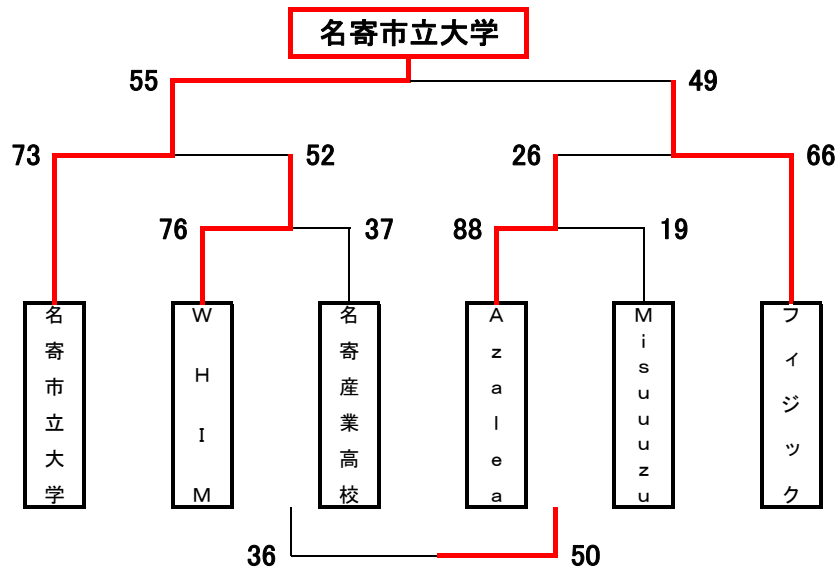 名寄市立大学
55 49
73 52 26 66
76 37 88 19
名寄市立大学
ＷＨＩＭ
名寄産業高校
Ａｚａｌｅａ
Ｍｉｓｕｕｕｚｕ
フィジック
36 50